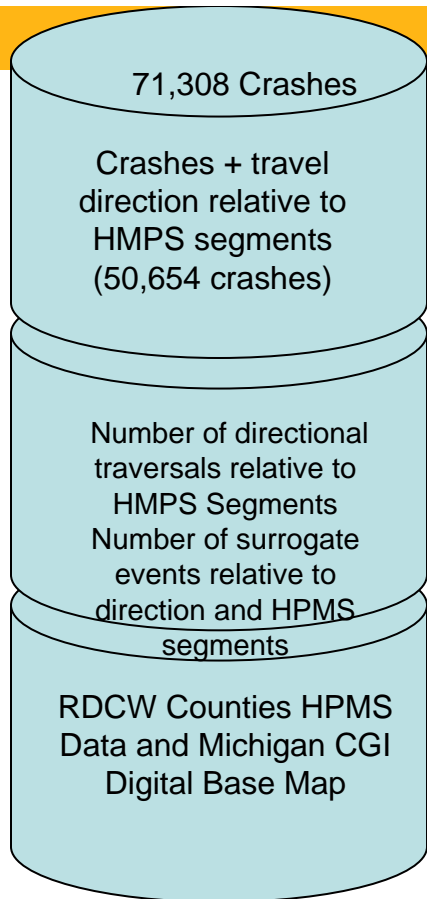 71,308 Crashes
Crashes + travel
direction relative to
HMPS segments
(50,654 crashes)
Number of directional
traversals relative to
HMPS Segments
Number of surrogate
events relative to
direction and HPMS
segments
RDCW Counties HPMS
Data and Michigan CGI
Digital Base Map